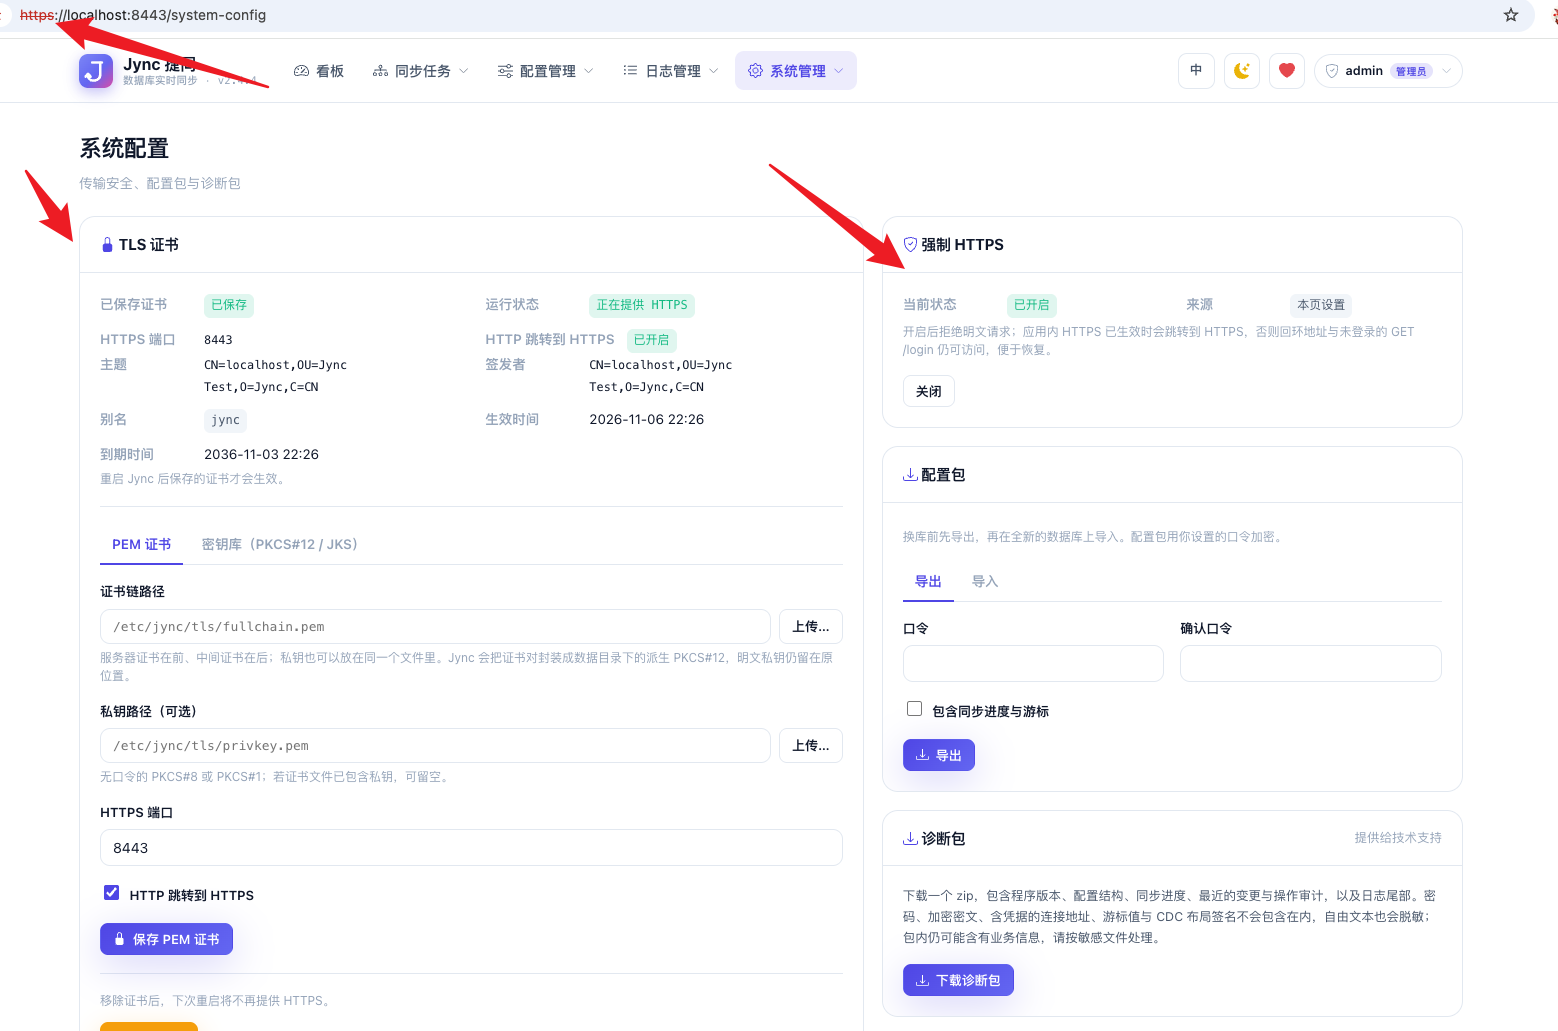 https://localhost:8443/system-config
Jync 提问
数据库实时同步 ·
看板
同步任务
配置管理
日志管理
系统管理
中
admin 管理员
系统配置
传输安全、配置包与诊断包
TLS 证书
已保存证书 已保存
运行状态 正在提供 HTTPS
HTTPS 端口 8443
HTTP 跳转到 HTTPS 已开启
主题 CN=localhost,OU=Jync
Test,O=Jync,C=CN
签发者 CN=localhost,OU=Jync
Test,O=Jync,C=CN
别名 jync
生效时间 2026-11-06 22:26
到期时间 2036-11-03 22:26
重启 Jync 后保存的证书才会生效。
PEM 证书
密钥库（PKCS#12 / JKS）
证书链路径
/etc/jync/tls/fullchain.pem
上传...
服务器证书在前、中间证书在后；私钥也可以放在同一个文件里。Jync 会把证书对封装成数据目录下的派生 PKCS#12，明文私钥仍留在原
位置。
私钥路径（可选）
/etc/jync/tls/privkey.pem
上传...
无口令的 PKCS#8 或 PKCS#1；若证书文件已包含私钥，可留空。
HTTPS 端口
8443
HTTP 跳转到 HTTPS
保存 PEM 证书
移除证书后，下次重启将不再提供 HTTPS。
强制 HTTPS
当前状态 已开启
来源 本页设置
开启后拒绝明文请求；应用内 HTTPS 已生效时会跳转到 HTTPS，否则回环地址与未登录的 GET
/login 仍可访问，便于恢复。
关闭
配置包
换库前先导出，再在全新的数据库上导入。配置包用你设置的口令加密。
导出
导入
口令
确认口令
包含同步进度与游标
导出
诊断包
提供给技术支持
下载一个 zip，包含程序版本、配置结构、同步进度、最近的变更与操作审计，以及日志尾部。密
码、加密密文、含凭据的连接地址、游标值与 CDC 布局签名不会包含在内，自由文本也会脱敏；
包内仍可能含有业务信息，请按敏感文件处理。
下载诊断包